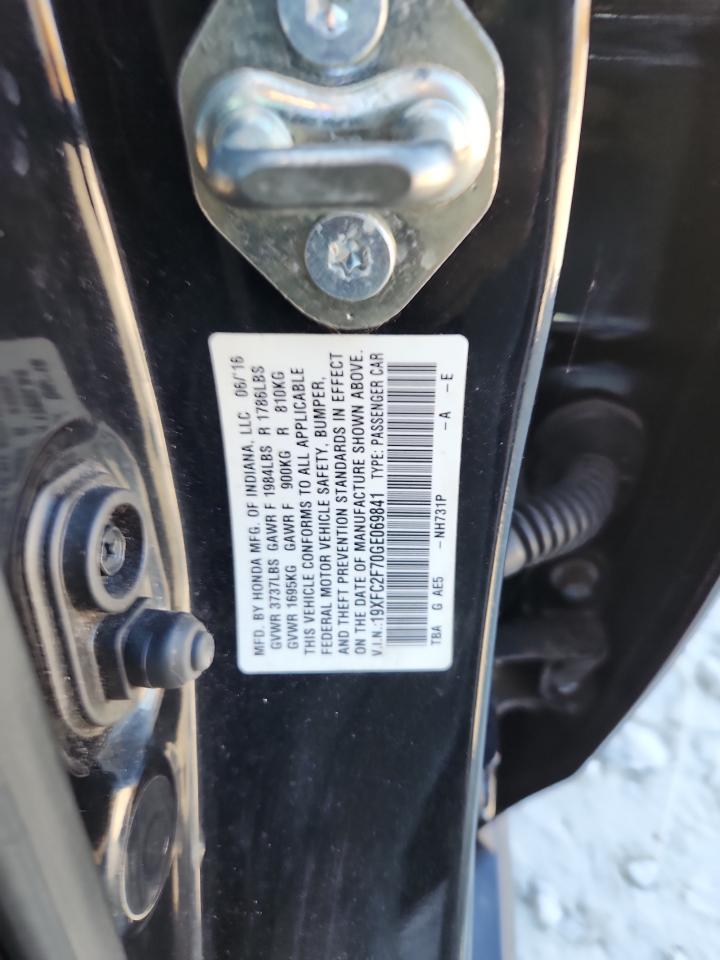 MFD. BY HONDA MFG. OF INDIANA, LLC 06/'16
GVWR 3737LBS GAWR F 1984LBS R 1786LBS
GVWR 1695KG GAWR F 900KG R 810KG
THIS VEHICLE CONFORMS TO ALL APPLICABLE
FEDERAL MOTOR VEHICLE SAFETY, BUMPER,
AND THEFT PREVENTION STANDARDS IN EFFECT
ON THE DATE OF MANUFACTURE SHOWN ABOVE.
V.I.N.:19XFC2F70GE069841 TYPE: PASSENGER CAR
TBA G AE5 –NH731P –A –E